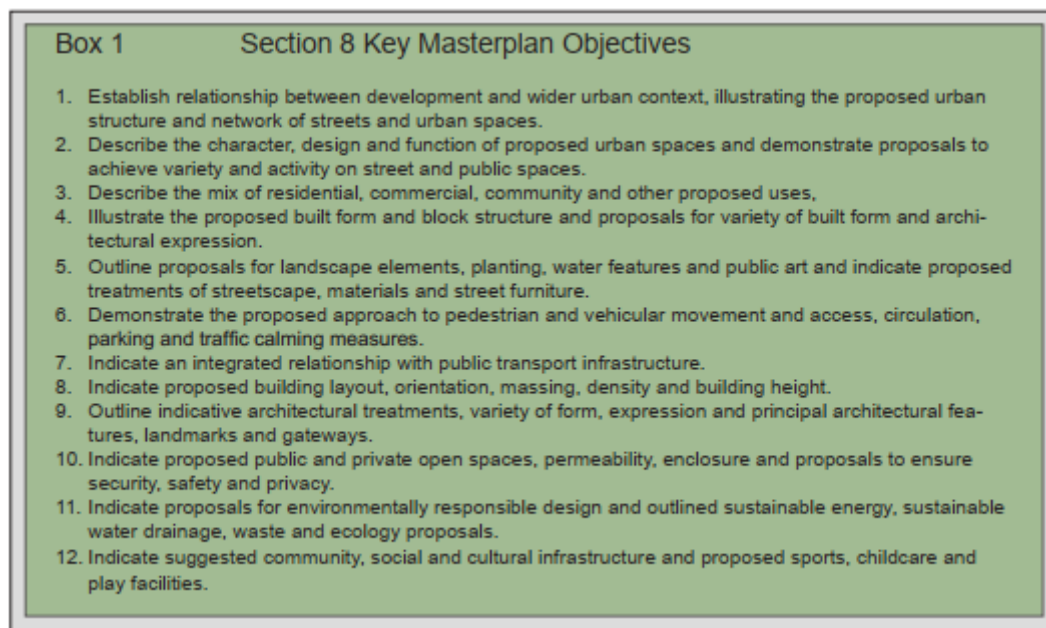 Box 1 Section 8 Key Masterplan Objectives
1. Establish relationship between development and wider urban context, illustrating the proposed urban
structure and network of streets and urban spaces.
2. Describe the character, design and function of proposed urban spaces and demonstrate proposals to
achieve variety and activity on street and public spaces.
3. Describe the mix of residential, commercial, community and other proposed uses,
4. Illustrate the proposed built form and block structure and proposals for variety of built form and archi-
tectural expression.
5. Outline proposals for landscape elements, planting, water features and public art and indicate proposed
treatments of streetscape, materials and street furniture.
6. Demonstrate the proposed approach to pedestrian and vehicular movement and access, circulation,
parking and traffic calming measures.
7. Indicate an integrated relationship with public transport infrastructure.
8. Indicate proposed building layout, orientation, massing, density and building height.
9. Outline indicative architectural treatments, variety of form, expression and principal architectural fea-
tures, landmarks and gateways.
10. Indicate proposed public and private open spaces, permeability, enclosure and proposals to ensure
security, safety and privacy.
11. Indicate proposals for environmentally responsible design and outlined sustainable energy, sustainable
water drainage, waste and ecology proposals.
12. Indicate suggested community, social and cultural infrastructure and proposed sports, childcare and
play facilities.